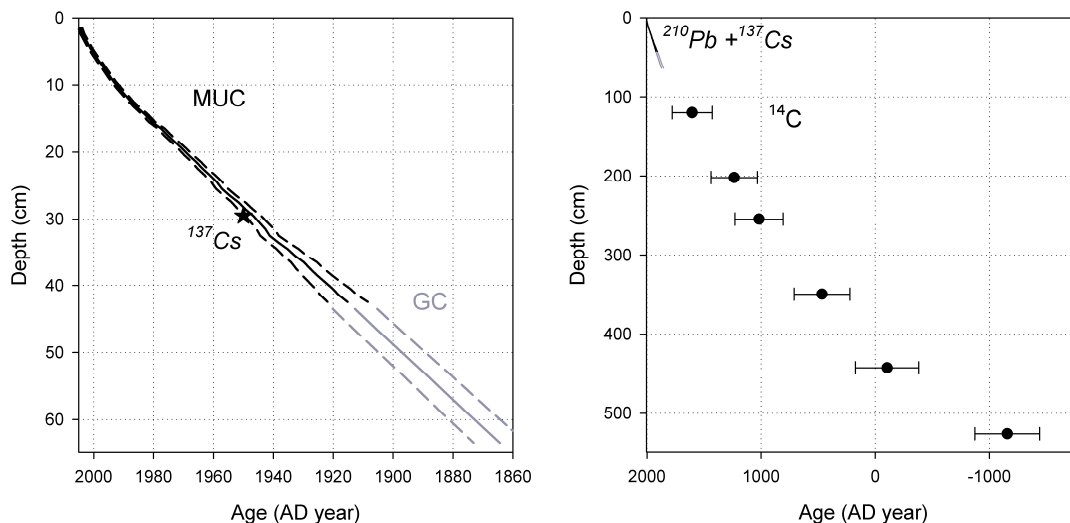 0
10
20
30
40
50
60
Depth (cm)
MUC
137Cs
GC
2000 1980 1960 1940 1920 1900 1880 1860
Age (AD year)
0
100
200
300
400
500
Depth (cm)
210Pb + 137Cs
14C
2000 1000 0 -1000
Age (AD year)